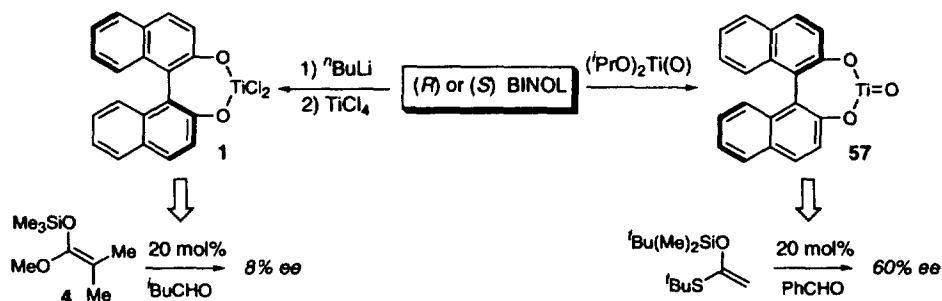 O
TiCl2
O
1
1) nBuLi
2) TiCl4
(R) or (S) BINOL
(iPrO)2Ti(O)
O
Ti=O
O
57
Me3SiO
Me
MeO
4
Me
20 mol%
tBuCHO
8% ee
tBu(Me)2SiO
tBuS
20 mol%
PhCHO
60% ee